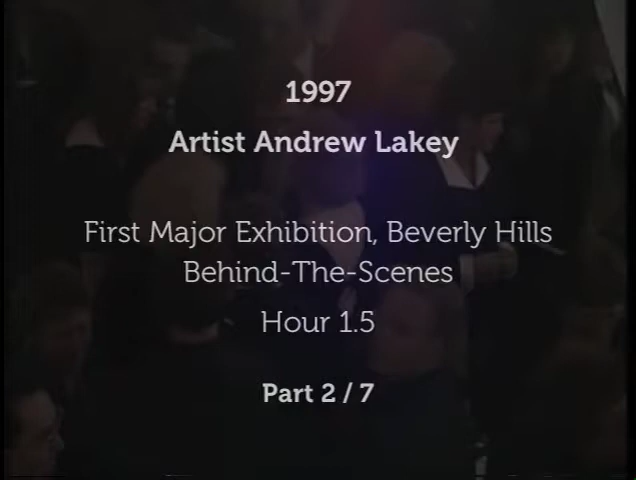 1997
Artist Andrew Lakey
First Major Exhibition, Beverly Hills
Behind-The-Scenes
Hour 1.5
Part 2 / 7